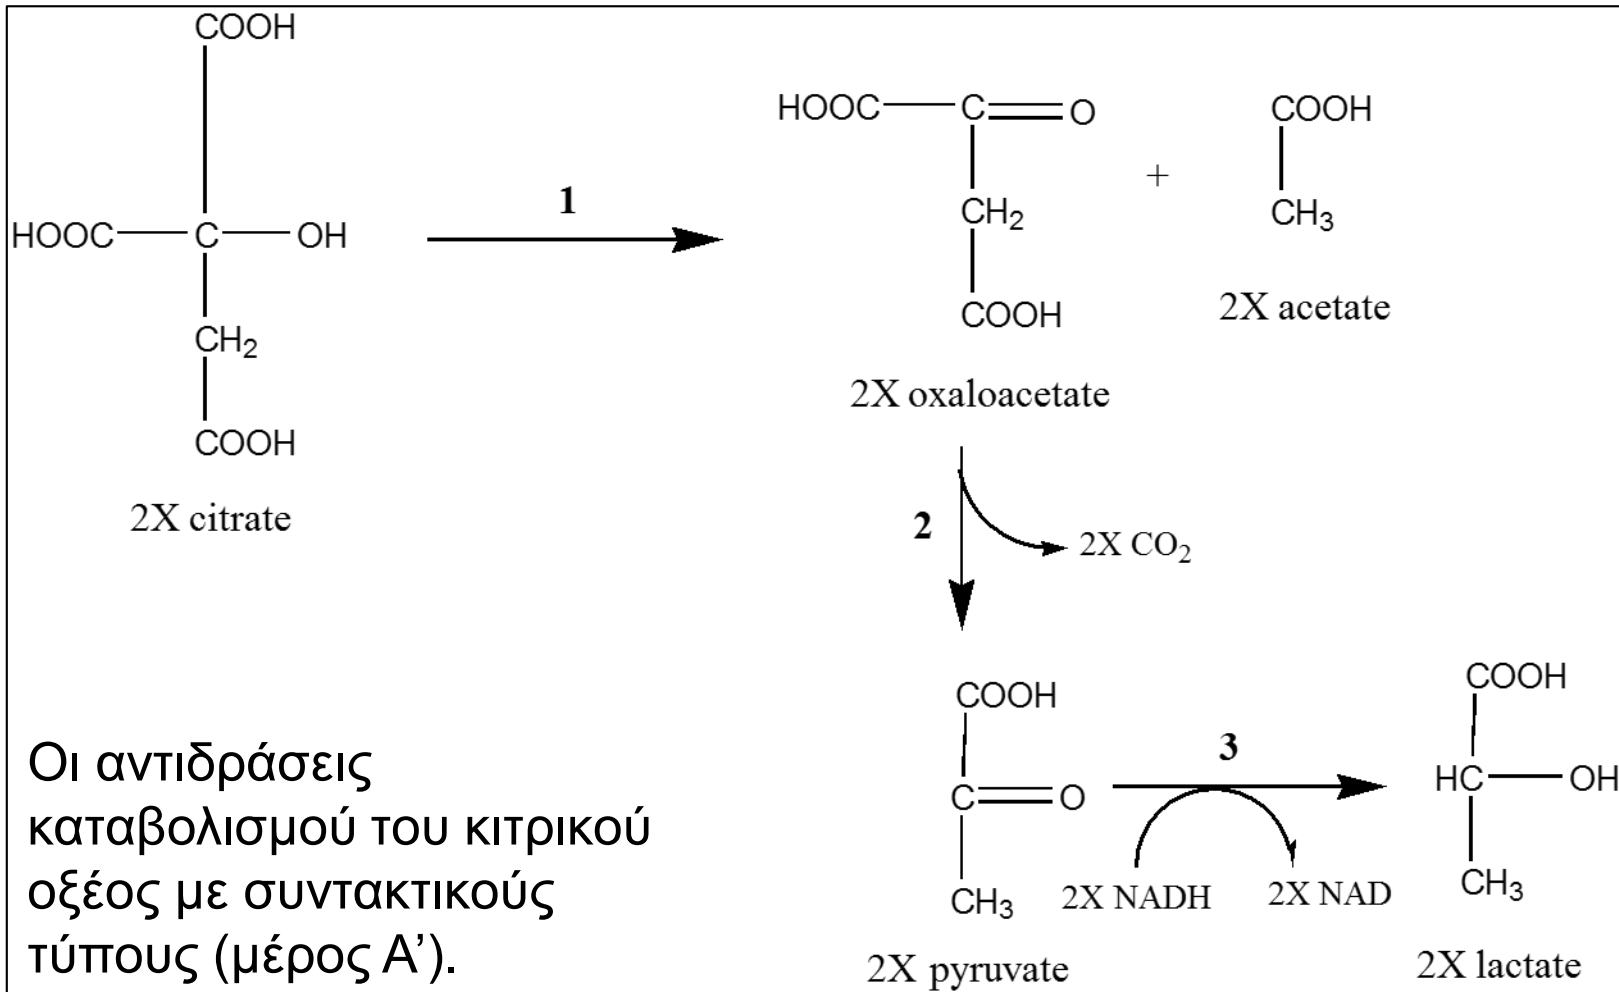 COOH
HOOC C OH
CH2
COOH
2X citrate
1
HOOC C O
CH2
COOH
2X oxaloacetate
+
COOH
CH3
2X acetate
2
2X CO2
COOH
C O
CH3
2X pyruvate
3
2X NADH 2X NAD
COOH
HC OH
CH3
2X lactate
Οι αντιδράσεις
καταβολισμού του κιτρικού
οξέος με συντακτικούς
τύπους (μέρος Α’).